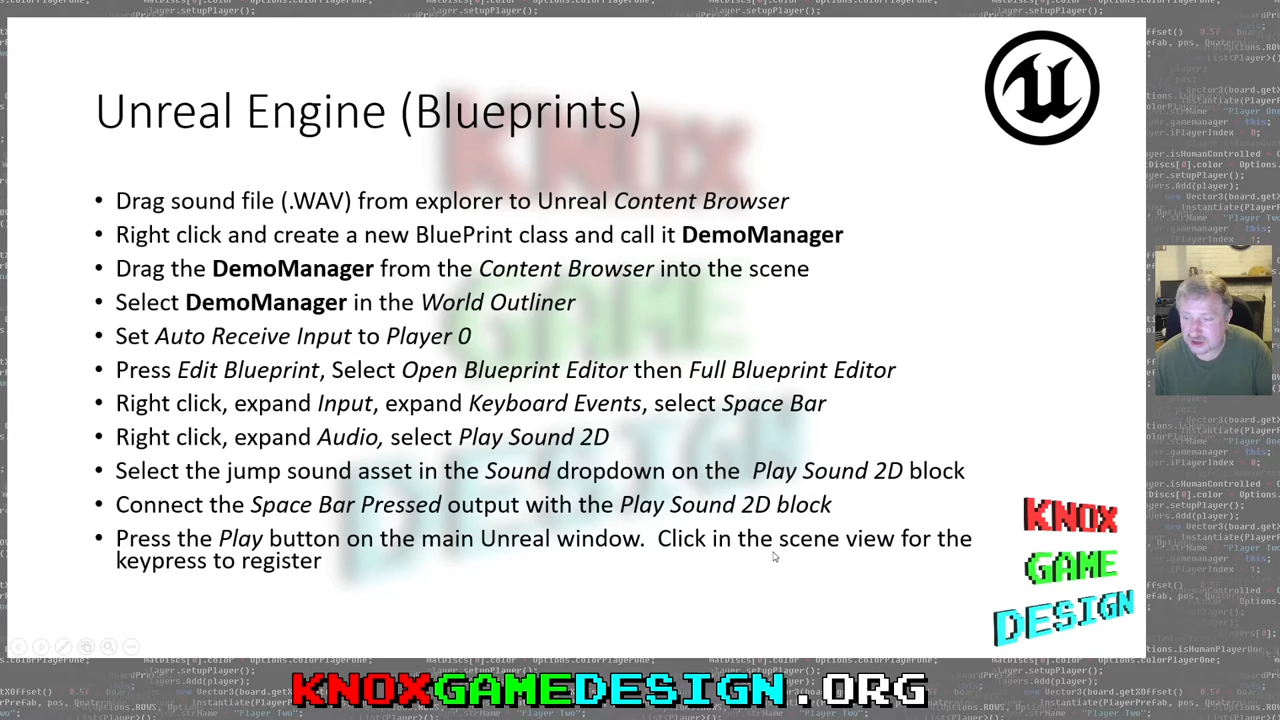 Unreal Engine (Blueprints)
• Drag sound file (.WAV) from explorer to Unreal Content Browser
• Right click and create a new BluePrint class and call it DemoManager
• Drag the DemoManager from the Content Browser into the scene
• Select DemoManager in the World Outliner
• Set Auto Receive Input to Player 0
• Press Edit Blueprint, Select Open Blueprint Editor then Full Blueprint Editor
• Right click, expand Input, expand Keyboard Events, select Space Bar
• Right click, expand Audio, select Play Sound 2D
• Select the jump sound asset in the Sound dropdown on the Play Sound 2D block
• Connect the Space Bar Pressed output with the Play Sound 2D block
• Press the Play button on the main Unreal window. Click in the scene view for the
keypress to register
KNOX
GAME
DESIGN
KNOXGAMEDESIGN.ORG